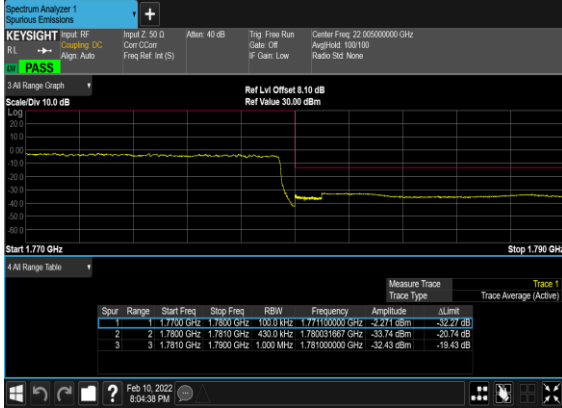 Spectrum Analyzer 1
Spurious Emissions
+
KEYSIGHT Input: RF Input Z: 50 Ω Atten: 40 dB Trig: Free Run Center Freq: 22.005000000 GHz
RL Coupling: DC Corr CCorr Gate: Off Avg|Hold: 100/100
Align: Auto Freq Ref: Int (S) IF Gain: Low Radio Std: None
PASS
3 All Range Graph Ref Lvl Offset 8.10 dB
Scale/Div 10.0 dB Ref Value 30.00 dBm
Log
20.0
10.0
0.00
-10.0
-20.0
-30.0
-40.0
-50.0
-60.0
Start 1.770 GHz Stop 1.790 GHz
4 All Range Table
Measure Trace Trace 1
Trace Type Trace Average (Active)
Spur Range Start Freq Stop Freq RBW Frequency Amplitude ΔLimit
1 1 1.7700 GHz 1.7800 GHz 100.0 kHz 1.771100000 GHz -2.271 dBm -32.27 dB
2 2 1.7800 GHz 1.7810 GHz 430.0 kHz 1.780031667 GHz -33.74 dBm -20.74 dB
3 3 1.7810 GHz 1.7900 GHz 1.000 MHz 1.781000000 GHz -32.43 dBm -19.43 dB
? Feb 10, 2022
8:04:38 PM